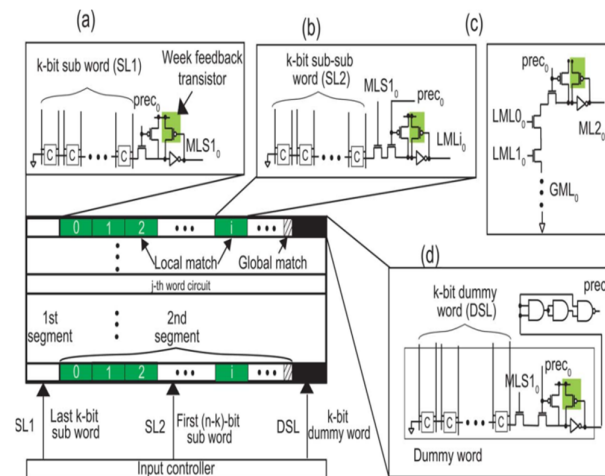 (a)
k-bit sub word (SL1)
Week feedback
transistor
prec0
C C C
MLS10
(b)
k-bit sub-sub
word (SL2)
MLS10
prec0
C C C
LMLi0
(c)
prec0
LML00
ML20
LML10
GML0
0 1 2 i
Local match
Global match
j-th word circuit
1st
segment
2nd
segment
0 1 2 i
SL1
Last k-bit
sub word
SL2
First (n-k)-bit
sub word
DSL
k-bit
dummy
word
Input controller
(d)
k-bit dummy
word (DSL)
prec
prec0
MLS10
C C C
Dummy word